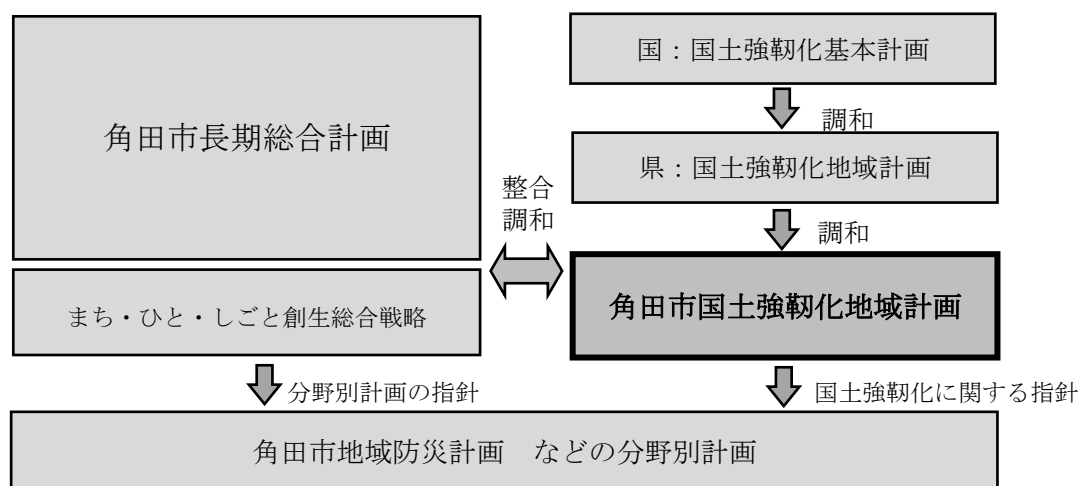 国：国土強靱化基本計画
調和
角田市長期総合計画
県：国土強靱化地域計画
整合
調和
調和
角田市国土強靱化地域計画
まち・ひと・しごと創生総合戦略
分野別計画の指針
国土強靱化に関する指針
角田市地域防災計画　などの分野別計画